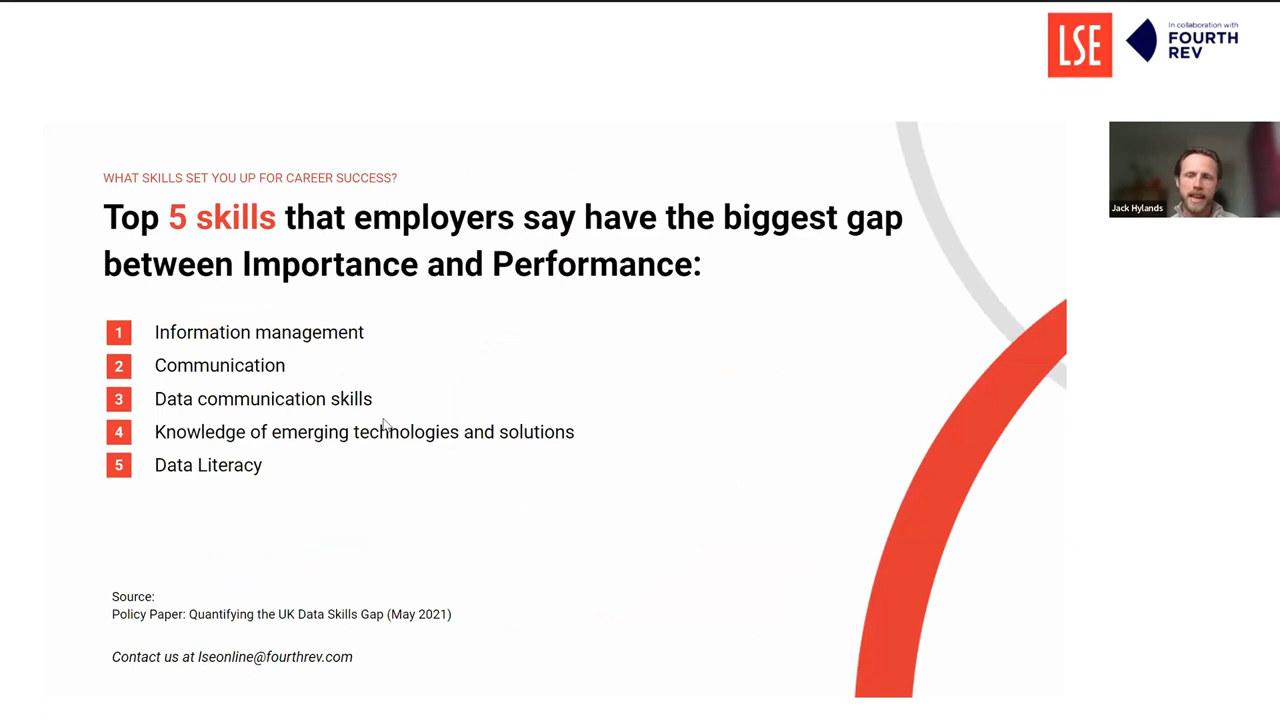 LSE
In collaboration with
FOURTH
REV
WHAT SKILLS SET YOU UP FOR CAREER SUCCESS?
Top 5 skills that employers say have the biggest gap
between Importance and Performance:
1 Information management
2 Communication
3 Data communication skills
4 Knowledge of emerging technologies and solutions
5 Data Literacy
Source:
Policy Paper: Quantifying the UK Data Skills Gap (May 2021)
Contact us at lseonline@fourthrev.com
Jack Hylands